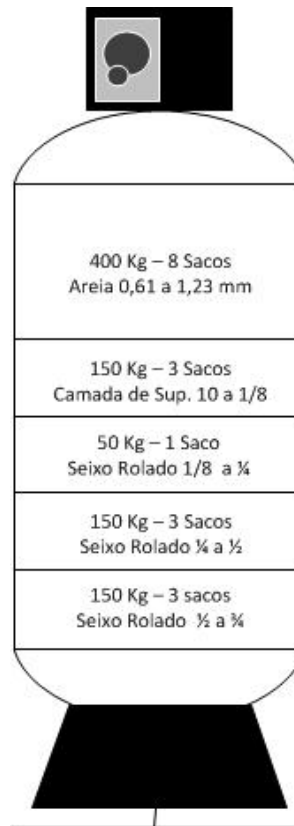 400 Kg – 8 Sacos
Areia 0,61 a 1,23 mm
150 Kg – 3 Sacos
Camada de Sup. 10 a 1/8
50 Kg – 1 Saco
Seixo Rolado 1/8 a ¼
150 Kg – 3 Sacos
Seixo Rolado ¼ a ½
150 Kg – 3 sacos
Seixo Rolado ½ a ¾